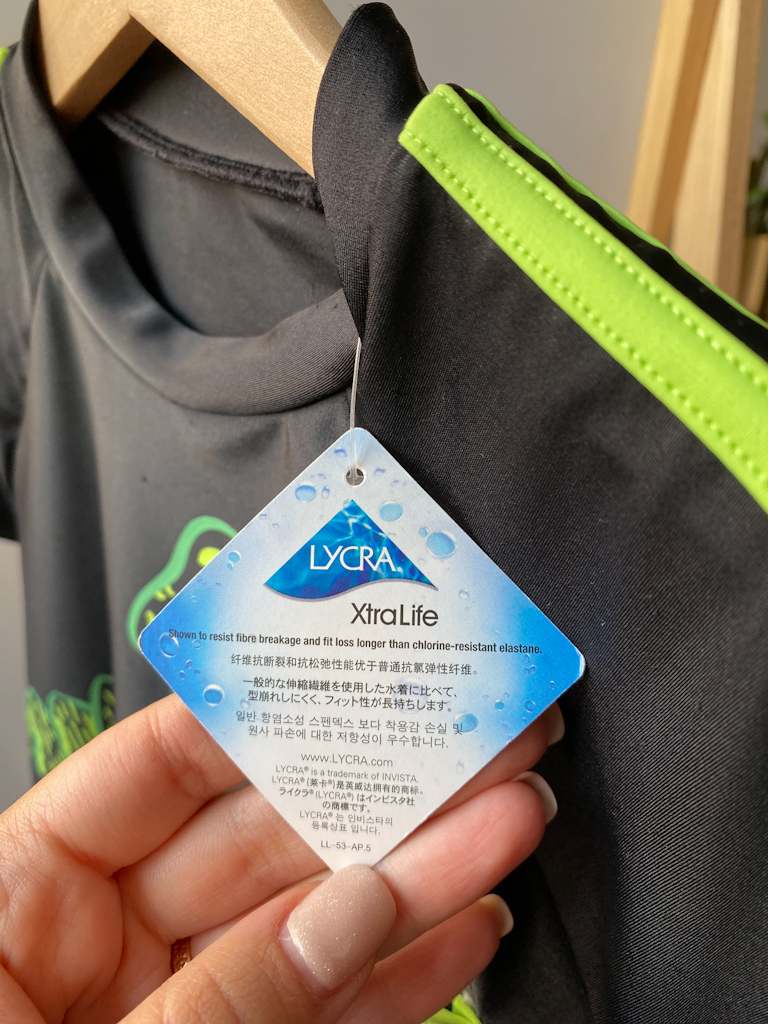 LYCRA®
XtraLife
Shown to resist fibre breakage and fit loss longer than chlorine-resistant elastane.
纤维抗断裂和抗松弛性能优于普通抗氯弹性纤维。
一般的な伸縮繊維を使用した水着に比べて、
型崩れしにくく、フィット性が長持ちします。
일반 항염소성 스펜덱스 보다 착용감 손실 및
원사 파손에 대한 저항성이 우수합니다.
www.LYCRA.com
LYCRA® is a trademark of INVISTA.
LYCRA® (莱卡®)是英威达拥有的商标。
ライクラ®(LYCRA®) はインビスタ社
の商標です。
LYCRA® 는 인비스타의
등록상표 입니다.
LL-53-AP.5